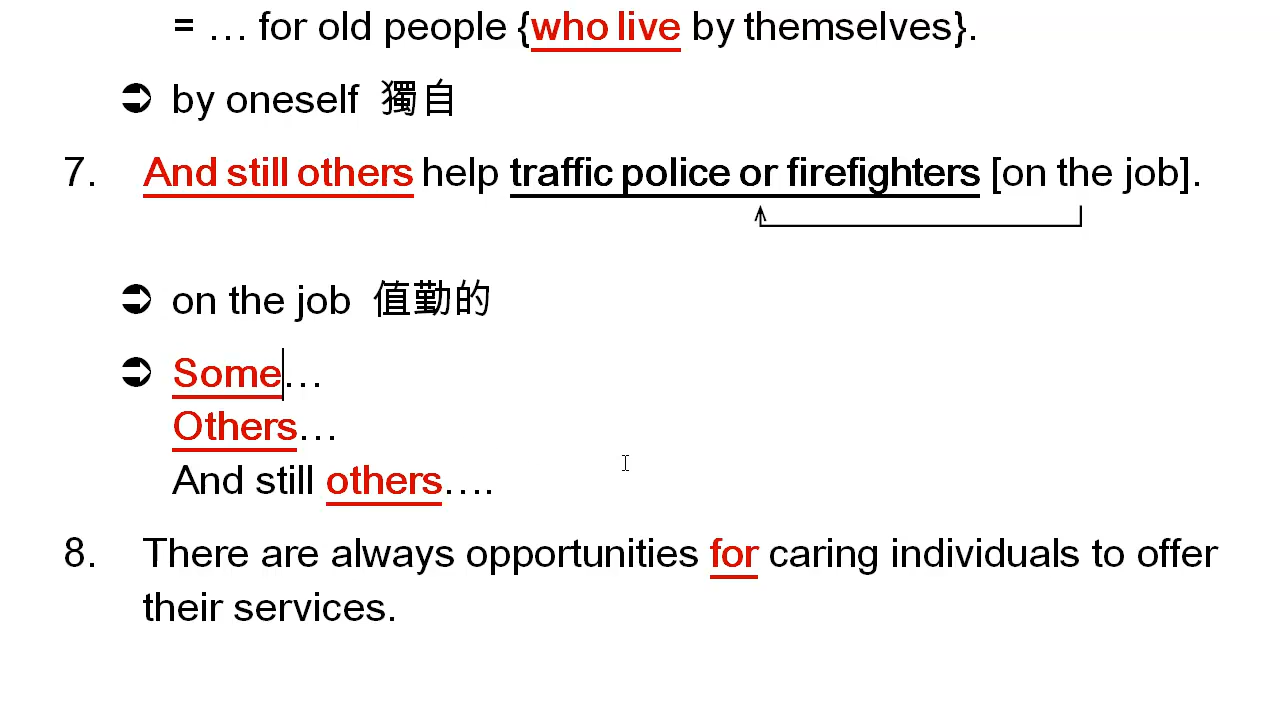 = … for old people {who live by themselves}.
➲ by oneself 獨自
7. And still others help traffic police or firefighters [on the job].
➲ on the job 值勤的
➲ Some…
Others…
And still others….
8. There are always opportunities for caring individuals to offer
their services.